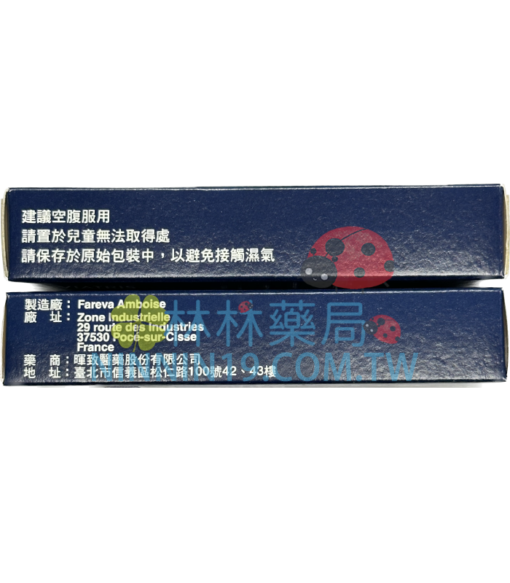 建議空腹服用
請置於兒童無法取得處
請保存於原始包裝中，以避免接觸濕氣
製造廠：Fareva Amboise
廠　址：Zone Industrielle
29 route des Industries
37530 Pocé-sur-Cisse
France
林林藥局
藥　商：暉致醫藥股份有限公司
LINLIN19.COM.TW
地　址：臺北市信義區松仁路100號42、43樓